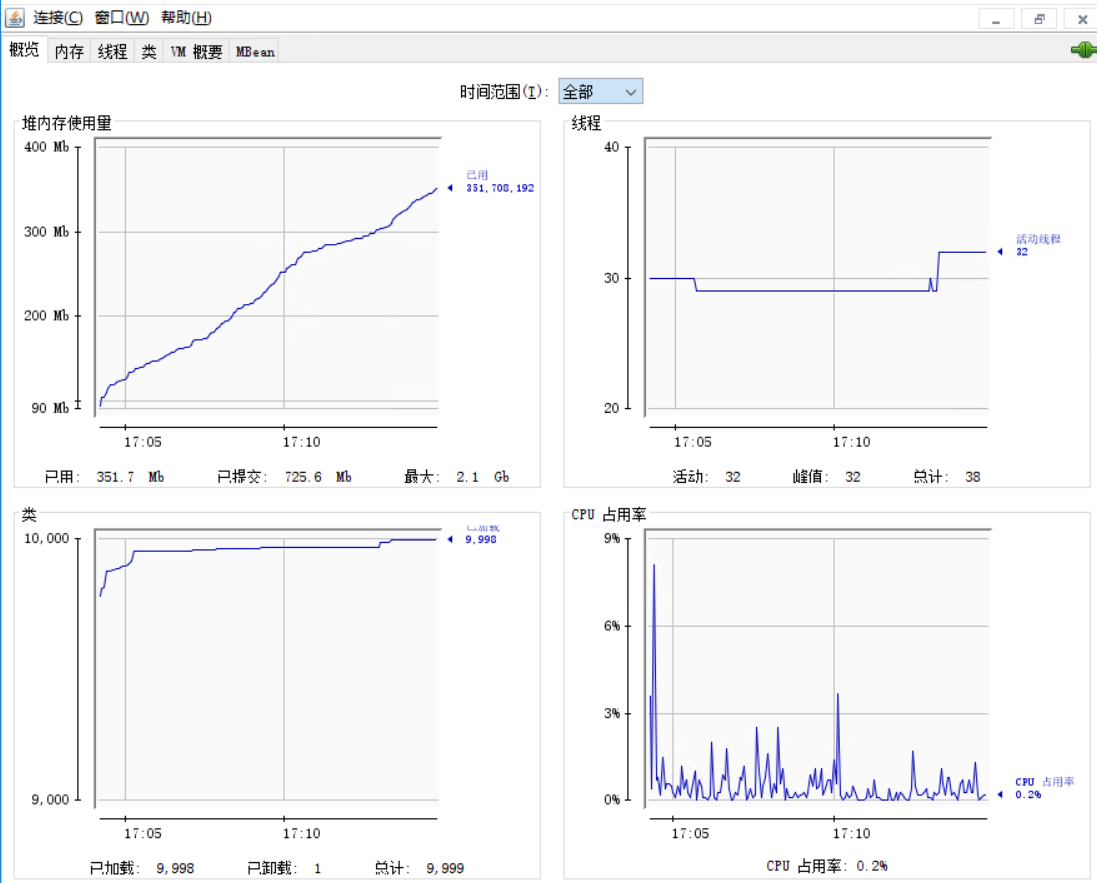 连接(C) 窗口(W) 帮助(H)
概览 内存 线程 类 VM 概要 MBean
时间范围(T): 全部
堆内存使用量
400 Mb
300 Mb
200 Mb
90 Mb
已用
351,708,192
17:05 17:10
已用: 351.7 Mb 已提交: 725.6 Mb 最大: 2.1 Gb
线程
40
30
20
活动线程
32
17:05 17:10
活动: 32 峰值: 32 总计: 38
类
10,000
9,000
已加载
9,998
17:05 17:10
已加载: 9,998 已卸载: 1 总计: 9,999
CPU 占用率
9%
6%
3%
0%
CPU 占用率
0.2%
17:05 17:10
CPU 占用率: 0.2%